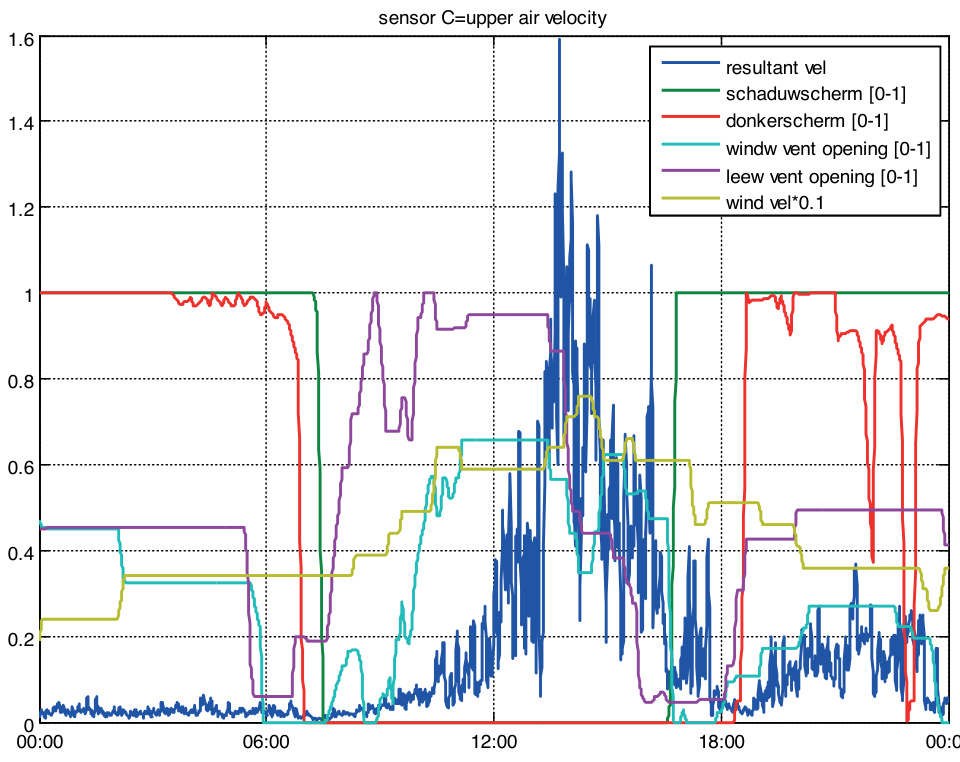 sensor C=upper air velocity
1.6
1.4
1.2
1
0.8
0.6
0.4
0.2
0
resultant vel
schaduwscherm [0-1]
donkerscherm [0-1]
windw vent opening [0-1]
leew vent opening [0-1]
wind vel*0.1
00:00 06:00 12:00 18:00 00:0